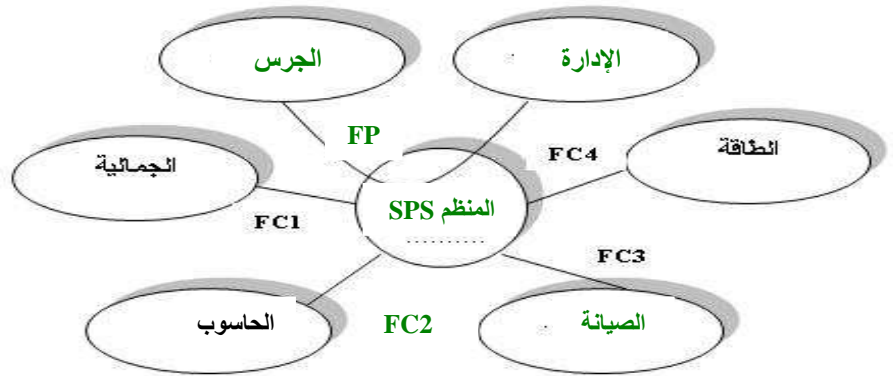 الجرس
الإدارة
FP
الجمالية
FC4
الطاقة
المنظم SPS
..........
FC1
FC3
الحاسوب
FC2
الصيانة